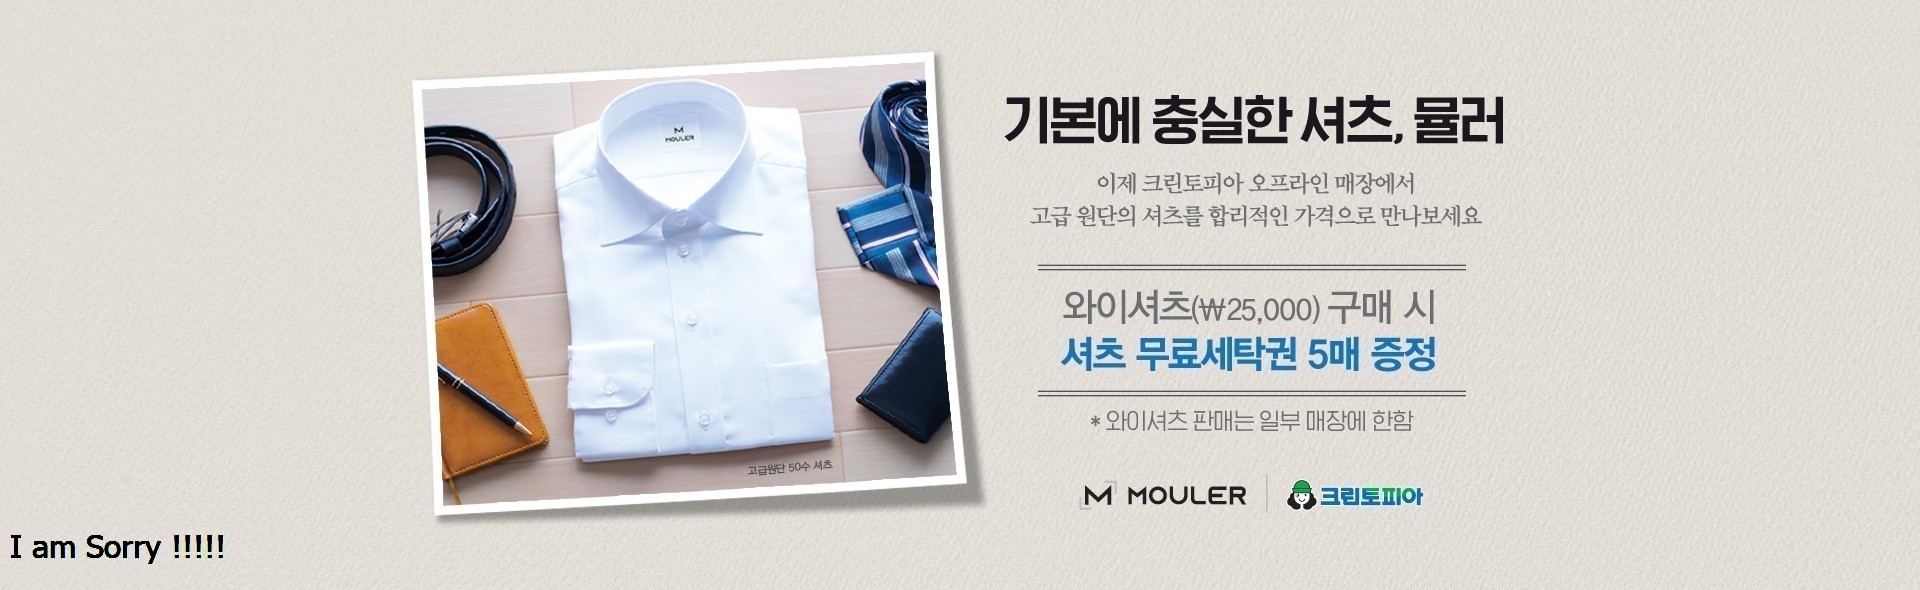 M
MOULER
고급원단 50수 셔츠
기본에 충실한 셔츠, 뮬러
이제 크린토피아 오프라인 매장에서
고급 원단의 셔츠를 합리적인 가격으로 만나보세요
와이셔츠(₩25,000) 구매 시
셔츠 무료세탁권 5매 증정
* 와이셔츠 판매는 일부 매장에 한함
M MOULER 크린토피아
I am Sorry !!!!!